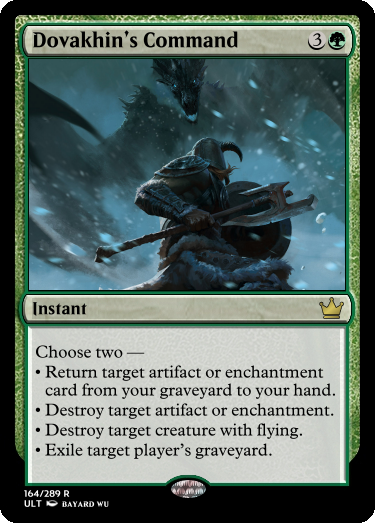 Dovakhin's Command 3
Instant
Choose two —
• Return target artifact or enchantment
card from your graveyard to your hand.
• Destroy target artifact or enchantment.
• Destroy target creature with flying.
• Exile target player's graveyard.
164/289 R
ULT BAYARD WU